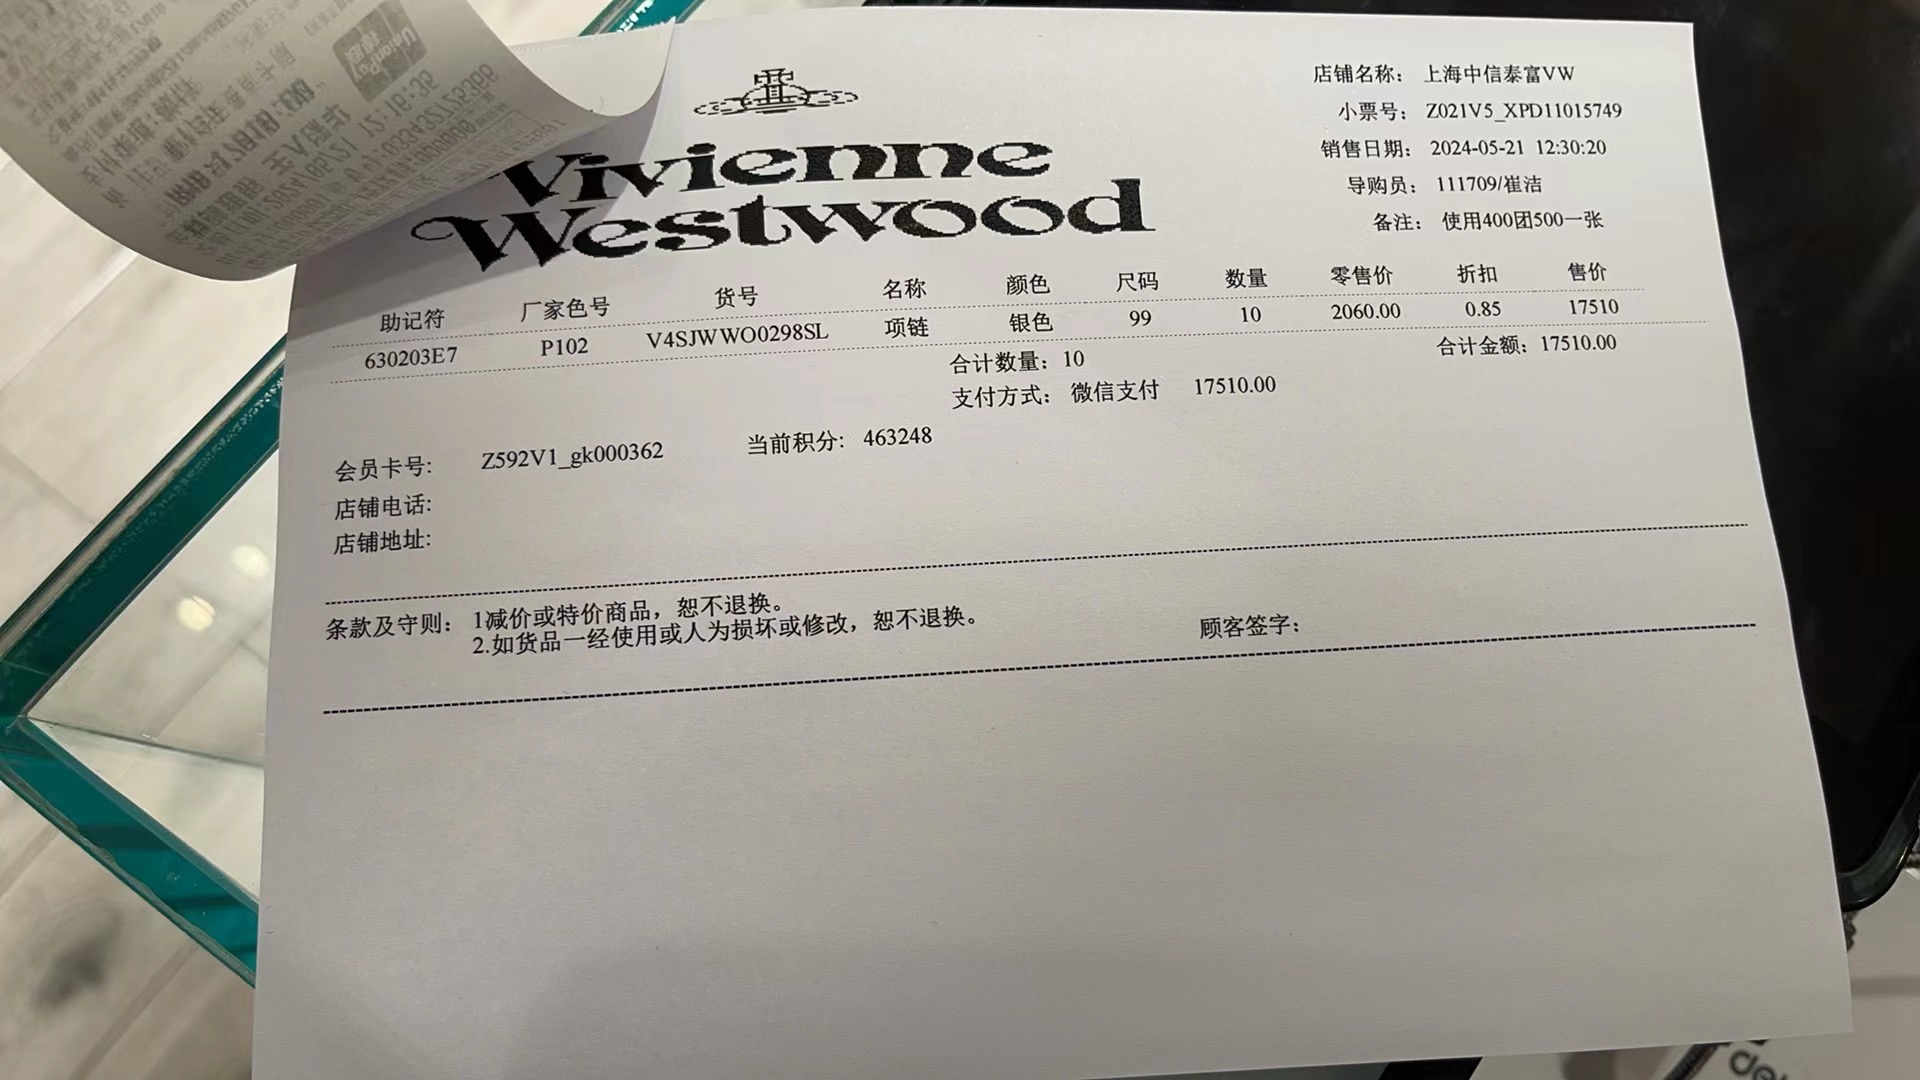 Vivienne
Westwood
店铺名称： 上海中信泰富VW
小票号： Z021V5_XPD11015749
销售日期： 2024-05-21 12:30:20
导购员： 111709/崔洁
备注： 使用400团500一张
助记符 厂家色号 货号 名称 颜色 尺码 数量 零售价 折扣 售价
630203E7 P102 V4SJWWO0298SL 项链 银色 99 10 2060.00 0.85 17510
合计数量： 10 合计金额： 17510.00
支付方式： 微信支付 17510.00
会员卡号: Z592V1_gk000362 当前积分: 463248
店铺电话:
店铺地址:
条款及守则： 1减价或特价商品，恕不退换。
2.如货品一经使用或人为损坏或修改，恕不退换。
顾客签字：